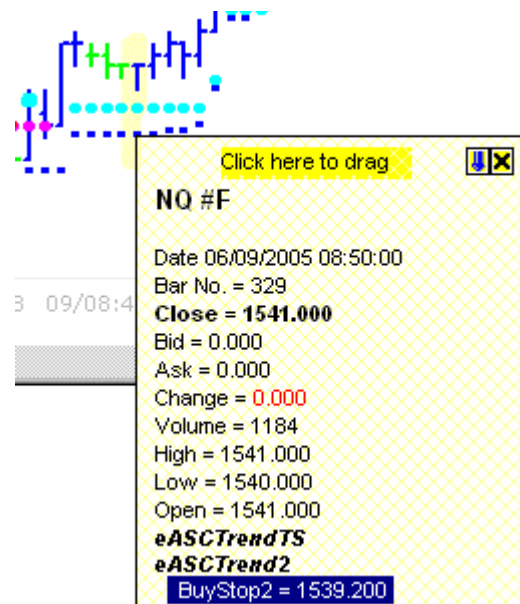 Click here to drag
NQ #F
Date 06/09/2005 08:50:00
Bar No. = 329
Close = 1541.000
Bid = 0.000
Ask = 0.000
Change = 0.000
Volume = 1184
High = 1541.000
Low = 1540.000
Open = 1541.000
eASCTrendTS
eASCTrend2
BuyStop2 = 1539.200
09/08:4